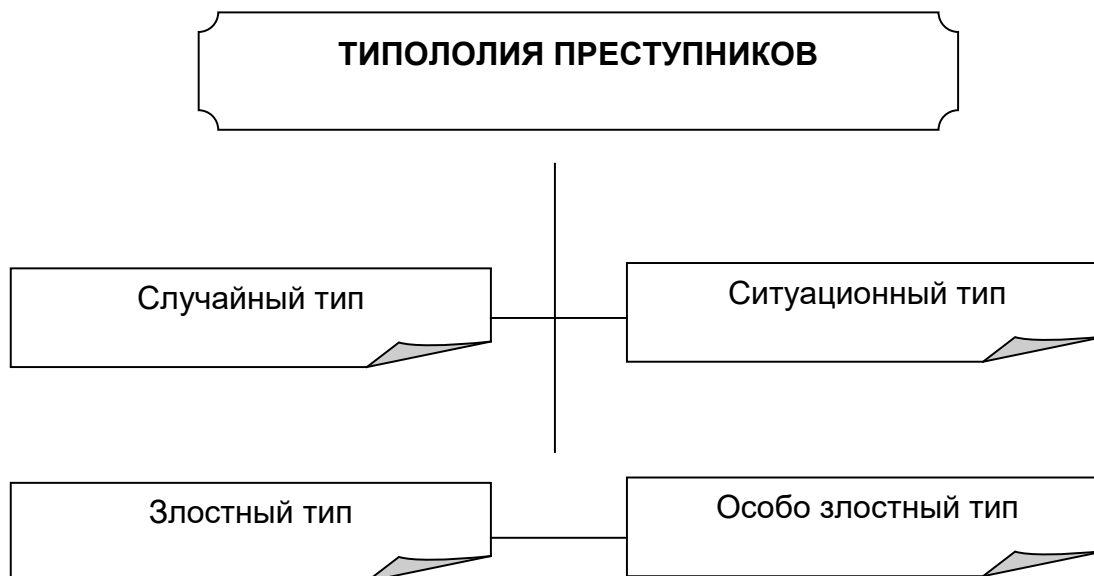 ТИПОЛОЛИЯ ПРЕСТУПНИКОВ
Случайный тип
Ситуационный тип
Злостный тип
Особо злостный тип